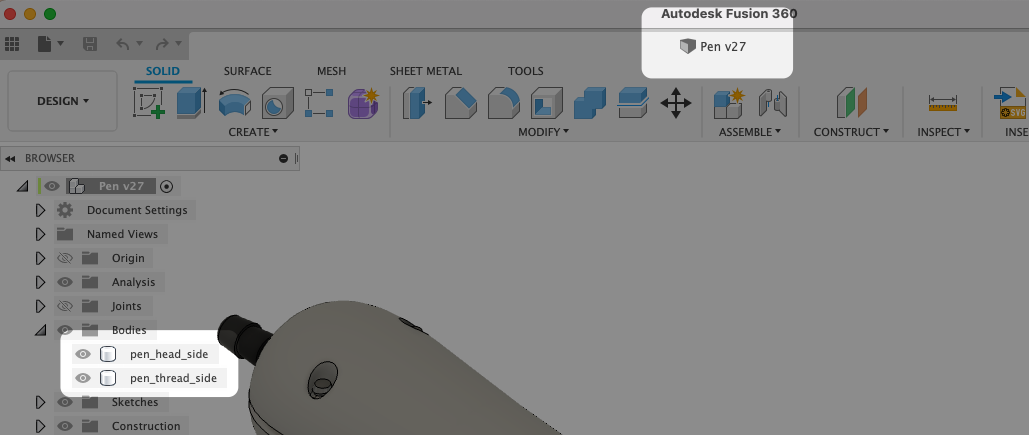 Autodesk Fusion 360
Pen v27
SOLID SURFACE MESH SHEET METAL TOOLS
DESIGN
CREATE MODIFY ASSEMBLE CONSTRUCT INSPECT INSE
SVG
BROWSER
Pen v27
Document Settings
Named Views
Origin
Analysis
Joints
Bodies
pen_head_side
pen_thread_side
Sketches
Construction